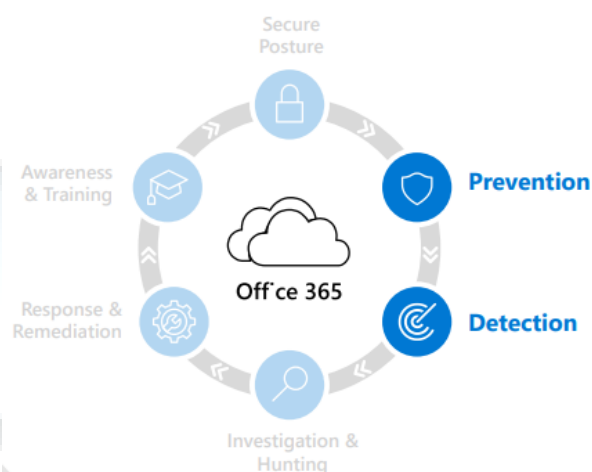 Secure
Posture
Awareness
& Training
Prevention
Off˙ce 365
Response &
Remediation
Detection
Investigation &
Hunting